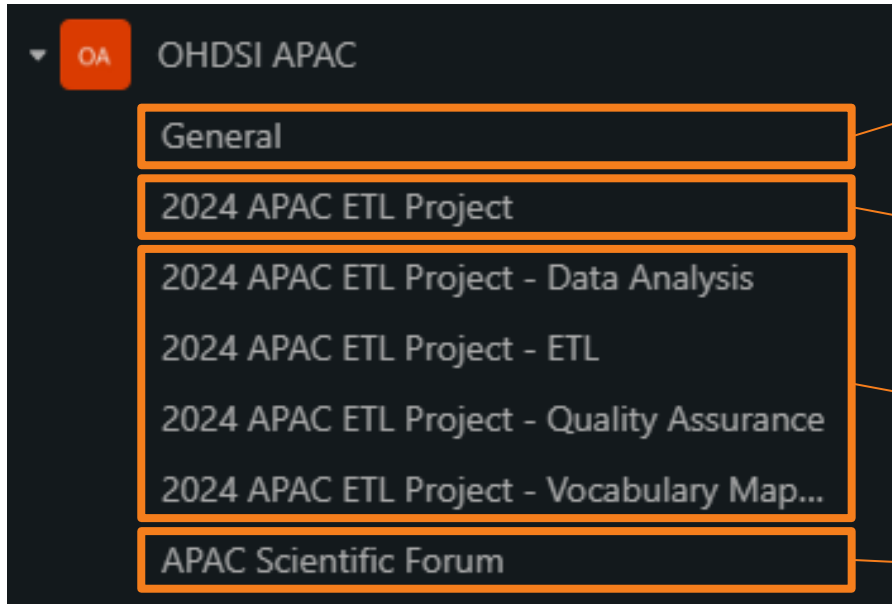 OA OHDSI APAC
General
2024 APAC ETL Project
2024 APAC ETL Project - Data Analysis
2024 APAC ETL Project - ETL
2024 APAC ETL Project - Quality Assurance
2024 APAC ETL Project - Vocabulary Map...
APAC Scientific Forum